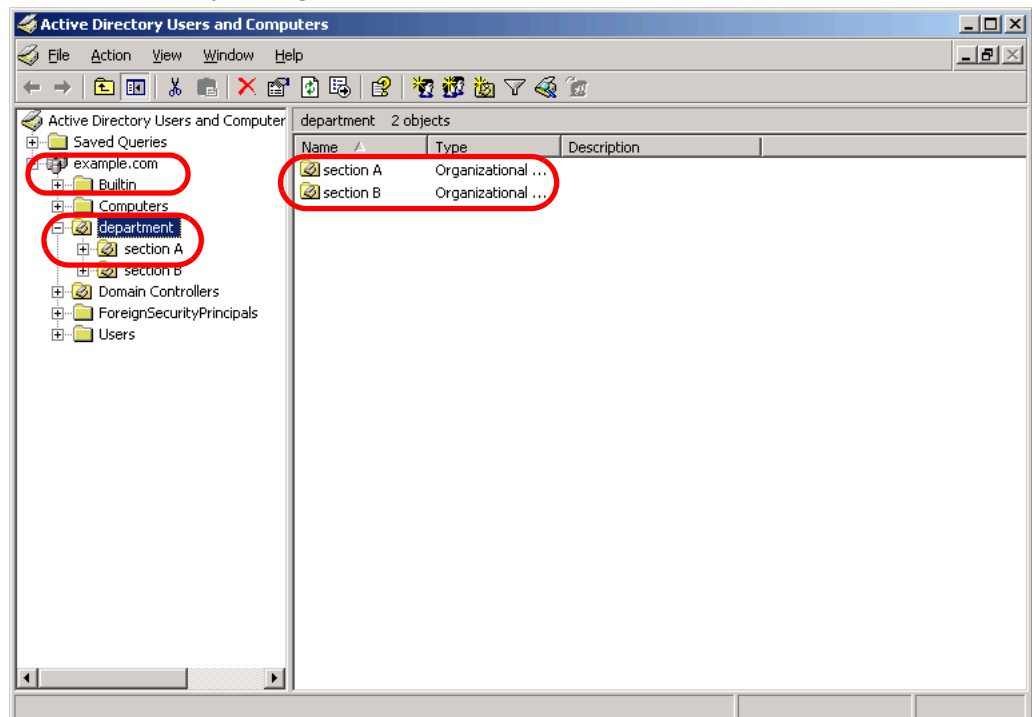 Active Directory Users and Computers
File Action View Window Help
Active Directory Users and Computer
department 2 objects
Saved Queries
Name Type Description
example.com
section A Organizational ...
Builtin
section B Organizational ...
Computers
department
section A
section B
Domain Controllers
ForeignSecurityPrincipals
Users